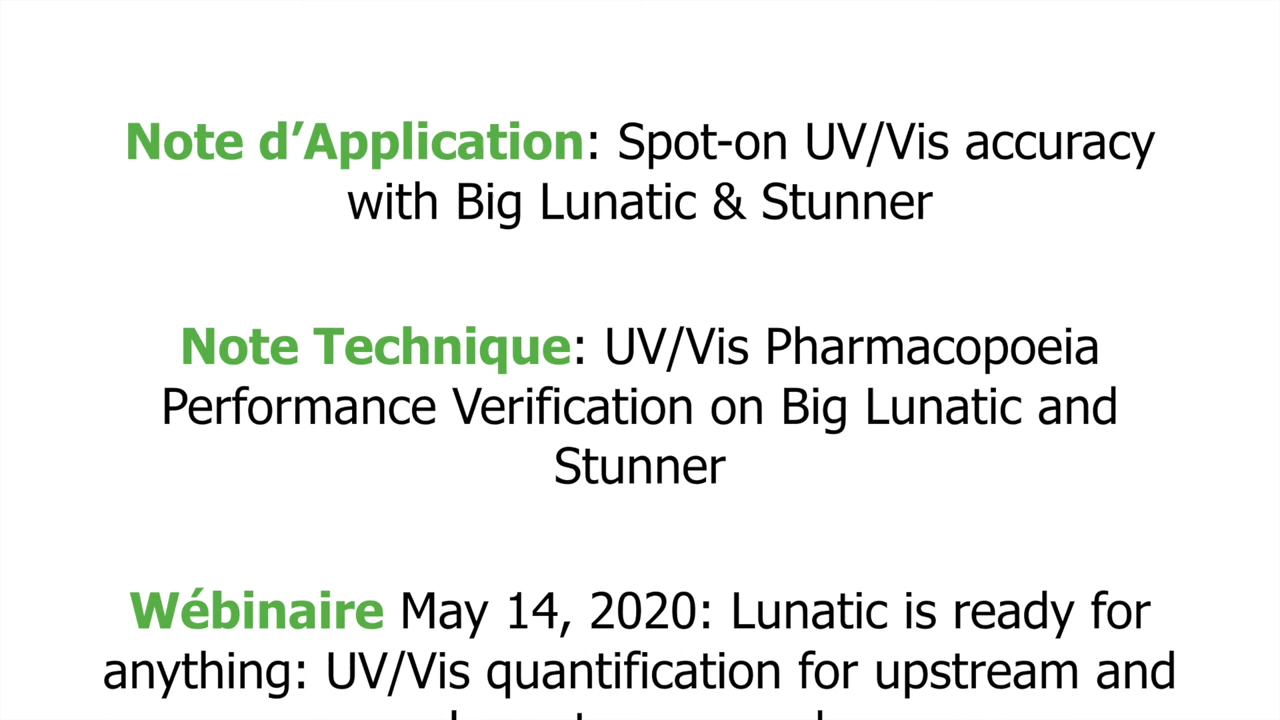 Note d’Application: Spot-on UV/Vis accuracy
with Big Lunatic & Stunner
Note Technique: UV/Vis Pharmacopoeia
Performance Verification on Big Lunatic and
Stunner
Wébinaire May 14, 2020: Lunatic is ready for
anything: UV/Vis quantification for upstream and